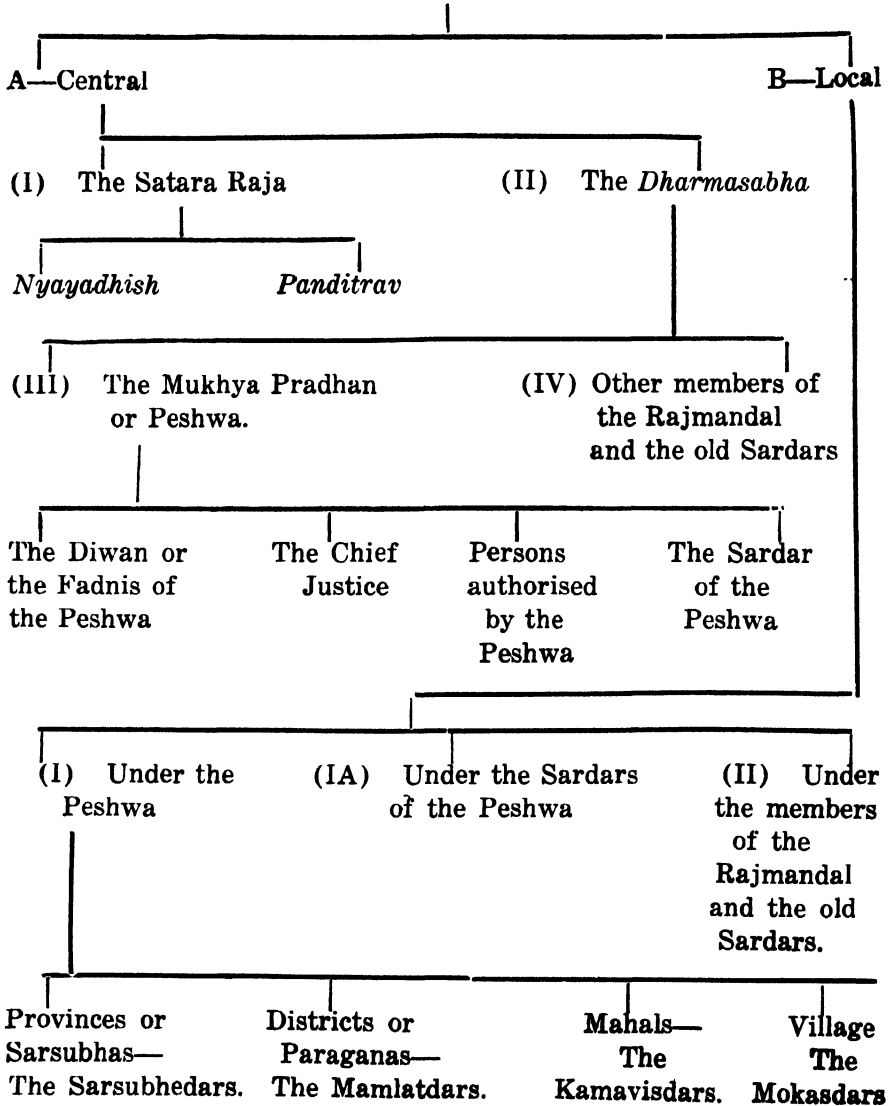 A—Central
B—Local
(I) The Satara Raja
(II) The Dharmasabha
Nyayadhish
Panditrav
(III) The Mukhya Pradhan
or Peshwa.
(IV) Other members of
the Rajmandal
and the old Sardars
The Diwan or
the Fadnis of
the Peshwa
The Chief
Justice
Persons
authorised
by the
Peshwa
The Sardar
of the
Peshwa
(I) Under the
Peshwa
(IA) Under the Sardars
of the Peshwa
(II) Under
the members
of the
Rajmandal
and the old
Sardars.
Provinces or
Sarsubhas—
The Sarsubhedars.
Districts or
Paraganas—
The Mamlatdars.
Mahals—
The
Kamavisdars.
Village
The
Mokasdars